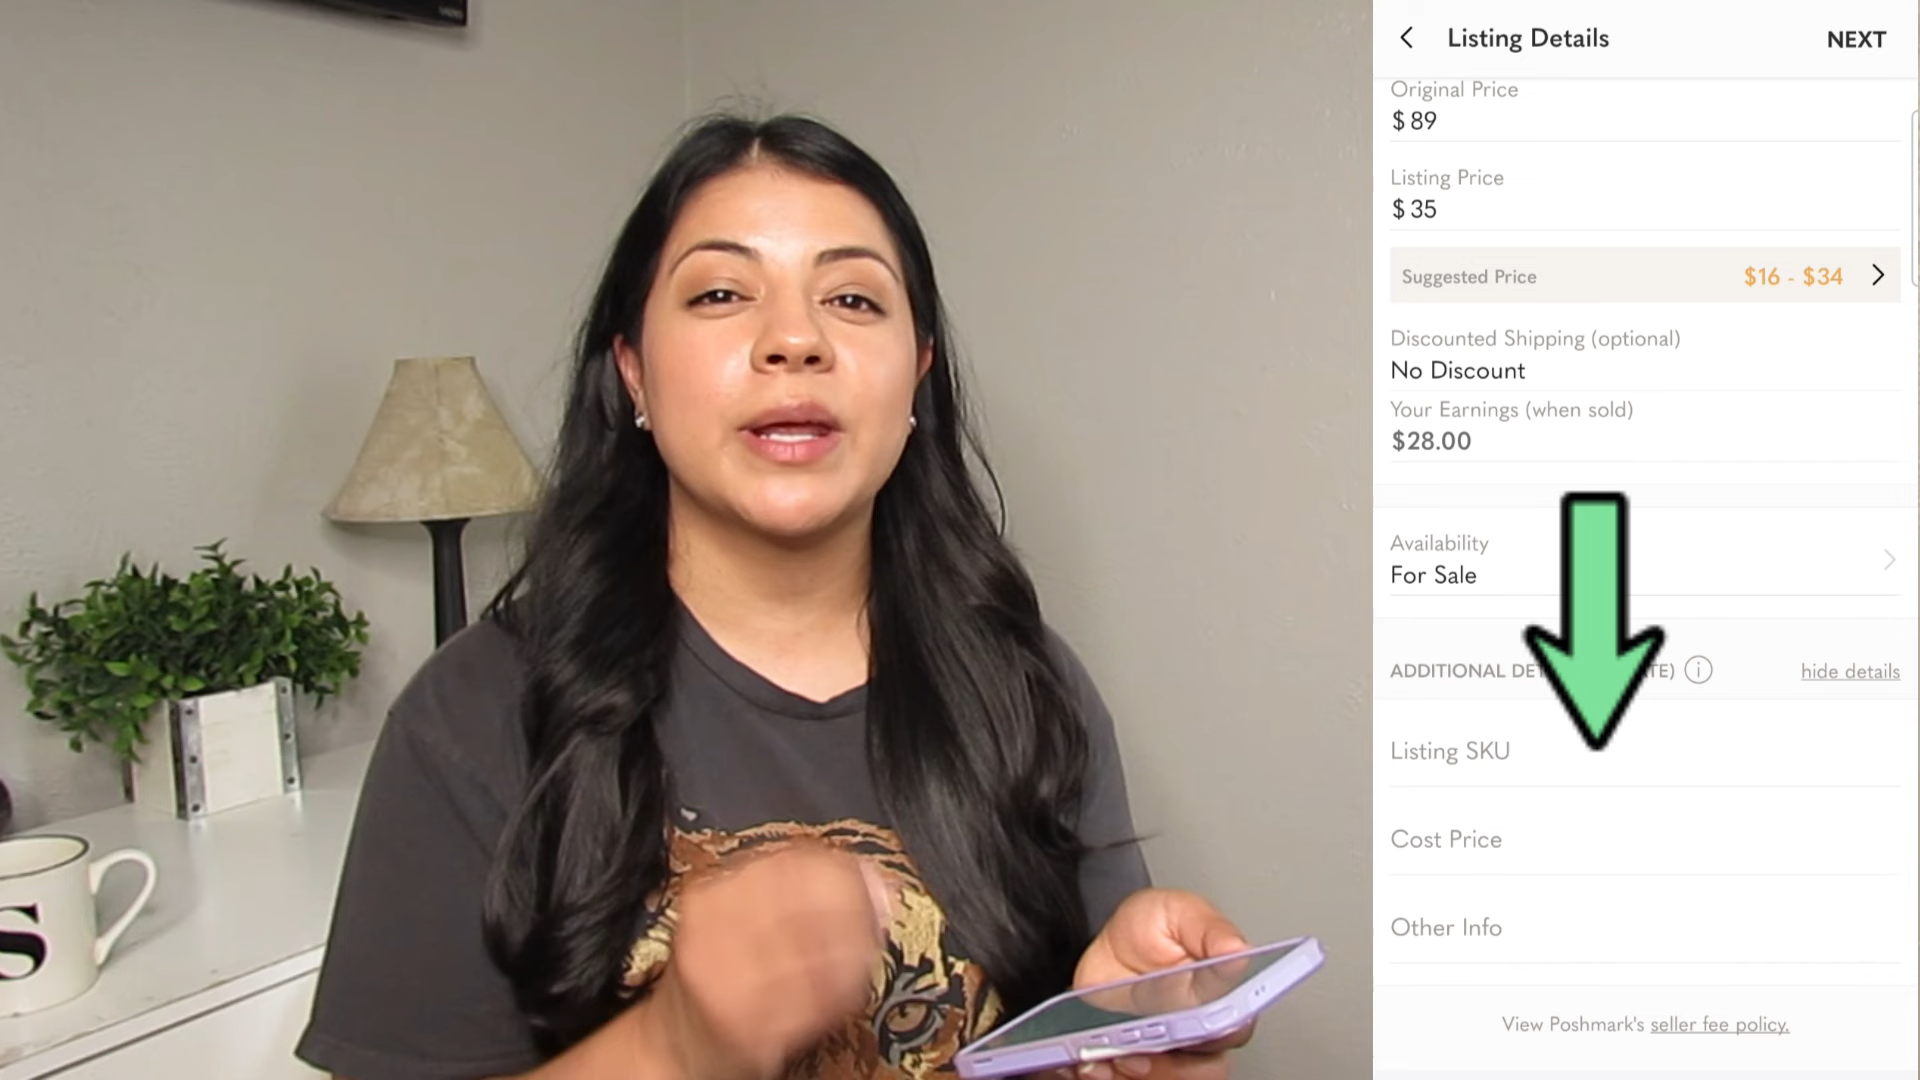 Listing Details
NEXT
Original Price
$ 89
Listing Price
$ 35
Suggested Price
$16 - $34
Discounted Shipping (optional)
No Discount
Your Earnings (when sold)
$28.00
Availability
For Sale
ADDITIONAL
hide details
Listing SKU
Cost Price
Other Info
View Poshmark's seller fee policy.
S